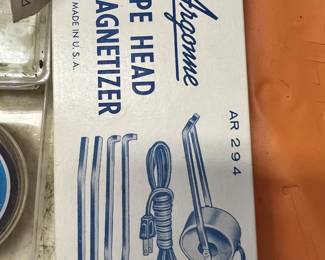 Argonne
PE HEAD
AGNETIZER
MADE IN U.S.A.
AR 294